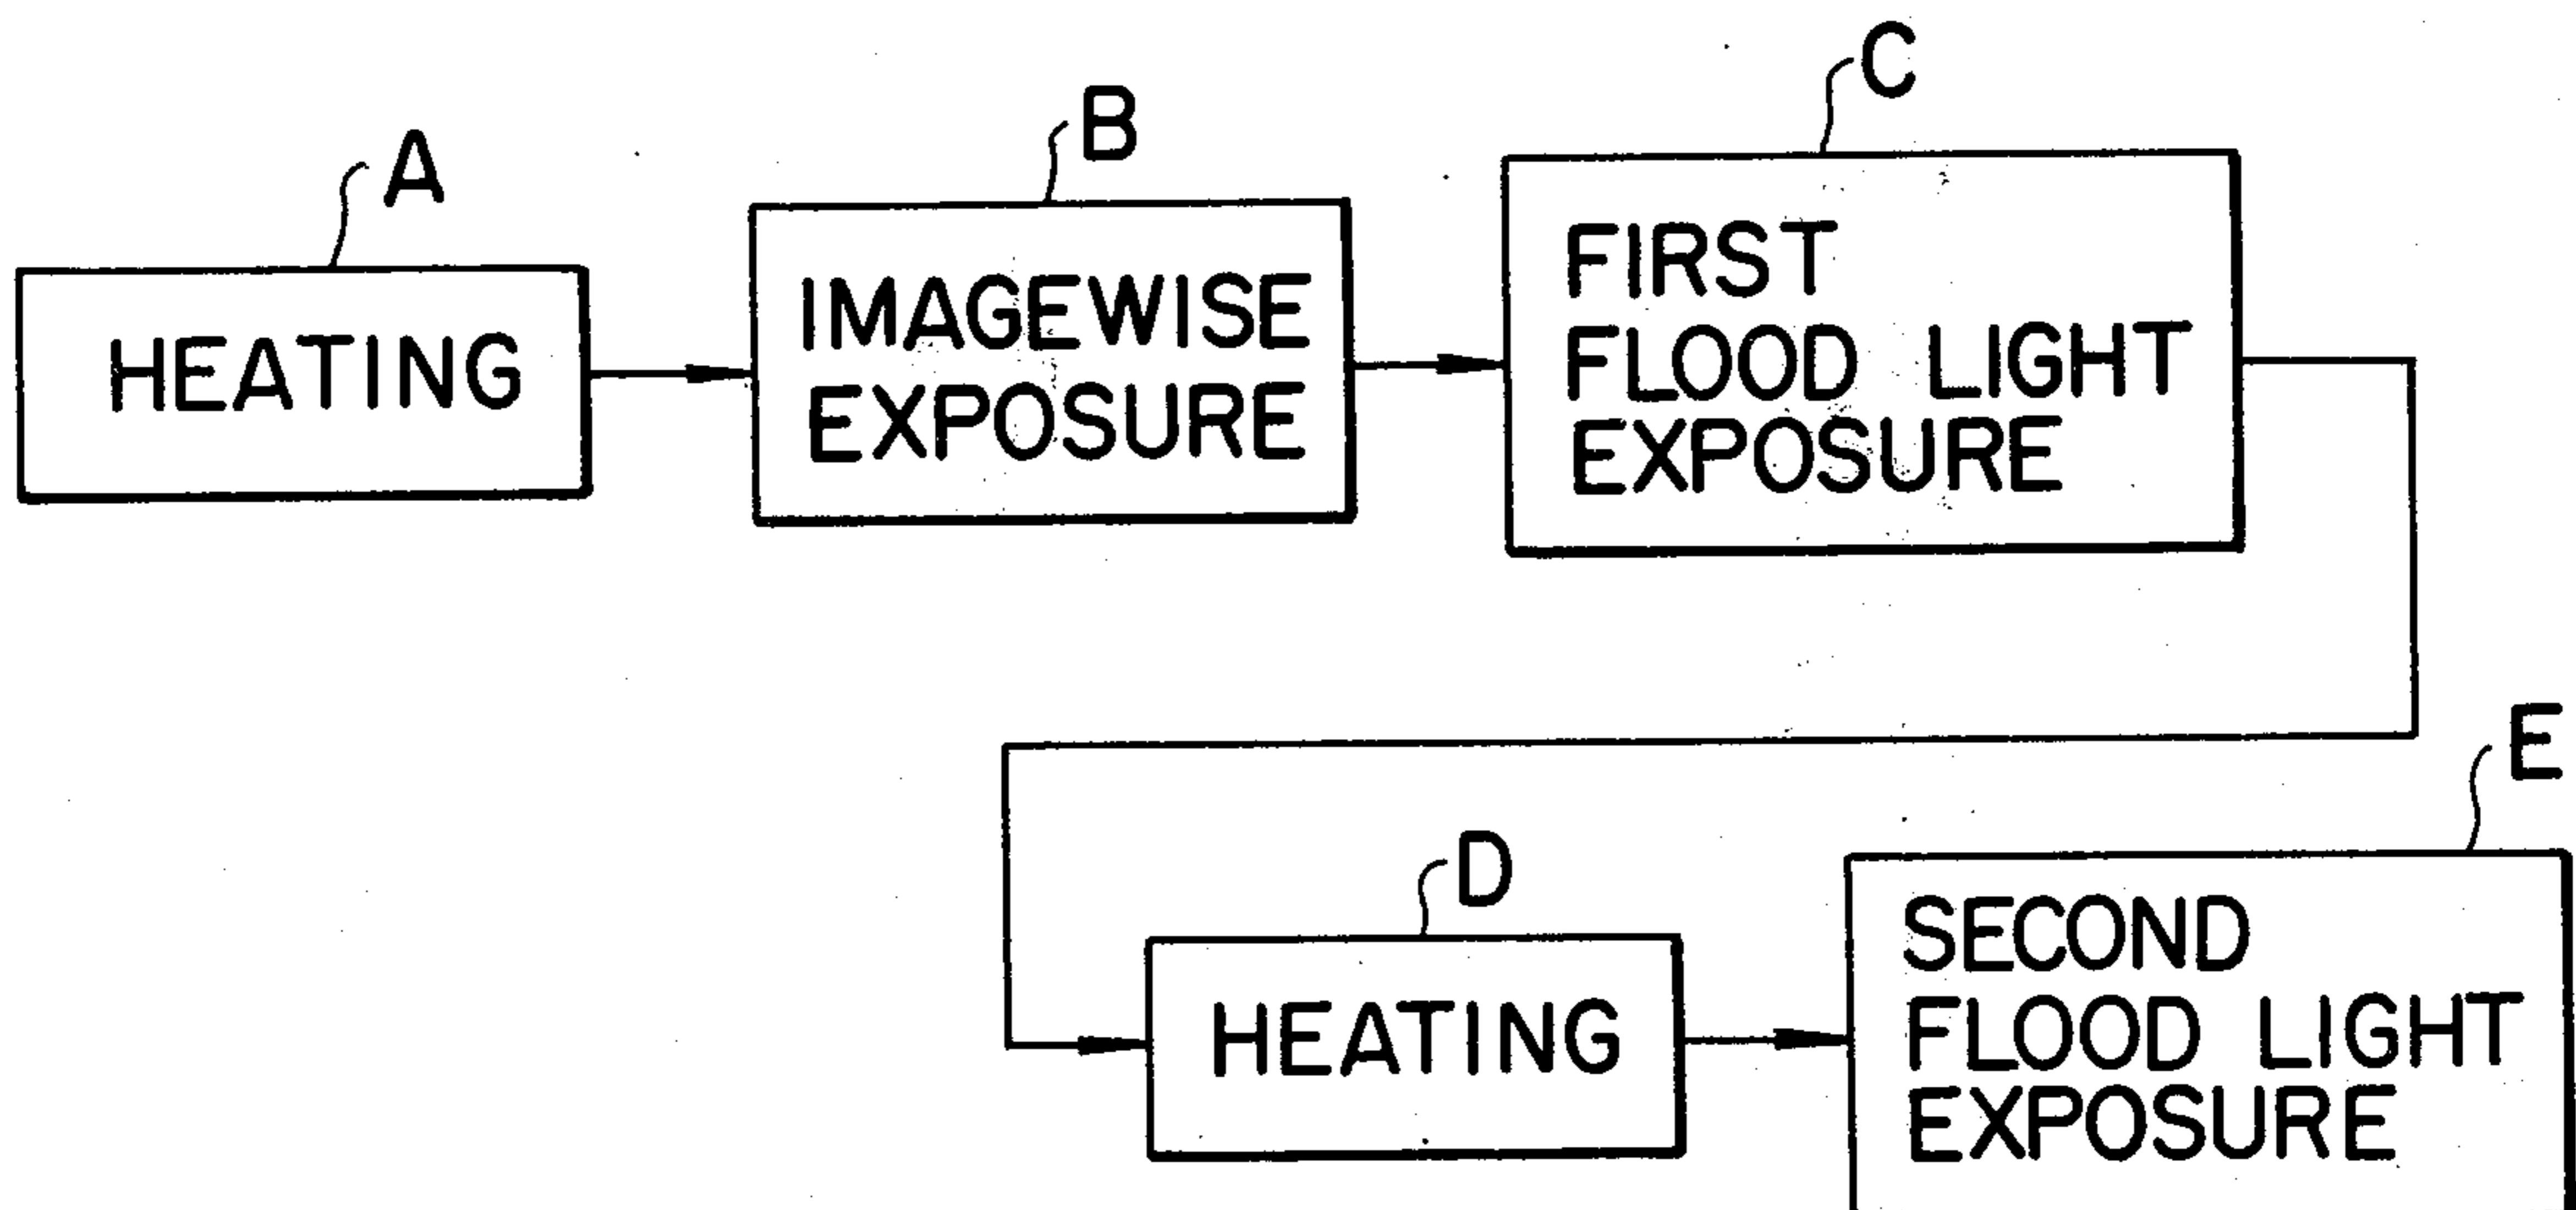 A
HEATING
B
IMAGEWISE
EXPOSURE
C
FIRST
FLOOD LIGHT
EXPOSURE
D
HEATING
E
SECOND
FLOOD LIGHT
EXPOSURE